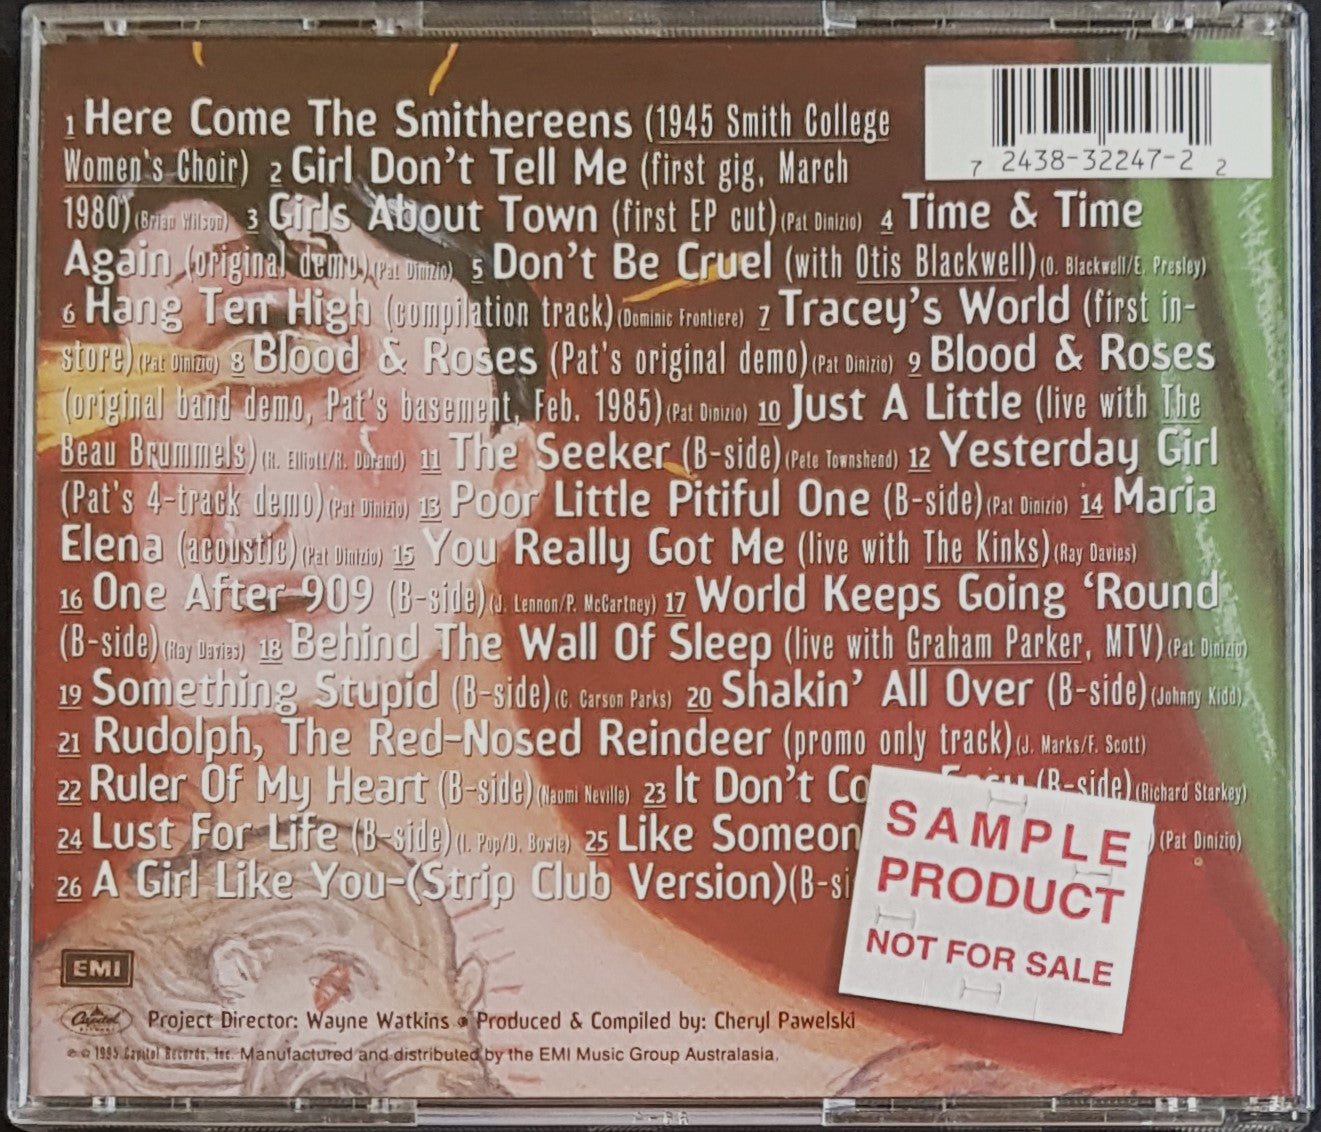 1 Here Come The Smithereens (1945 Smith College
Women's Choir) 2 Girl Don't Tell Me (first gig, March
1980) (Brian Wilson) 3 Girls About Town (first EP cut) (Pat Dinizio) 4 Time & Time
Again (original demo) (Pat Dinizio) 5 Don't Be Cruel (with Otis Blackwell) (O. Blackwell/E. Presley)
6 Hang Ten High (compilation track) (Dominic Frontiere) 7 Tracey's World (first in-
store) (Pat Dinizio) 8 Blood & Roses (Pat's original demo) (Pat Dinizio) 9 Blood & Roses
(original band demo, Pat's basement, Feb. 1985) (Pat Dinizio) 10 Just A Little (live with The
Beau Brummels) (R. Elliott/R. Durand) 11 The Seeker (B-side) (Pete Townshend) 12 Yesterday Girl
(Pat's 4-track demo) (Pat Dinizio) 13 Poor Little Pitiful One (B-side) (Pat Dinizio) 14 Maria
Elena (acoustic) (Pat Dinizio) 15 You Really Got Me (live with The Kinks) (Ray Davies)
16 One After 909 (B-side) (J. Lennon/P. McCartney) 17 World Keeps Going 'Round
(B-side) (Ray Davies) 18 Behind The Wall Of Sleep (live with Graham Parker, MTV) (Pat Dinizio)
19 Something Stupid (B-side) (C. Carson Parks) 20 Shakin' All Over (B-side) (Johnny Kidd)
21 Rudolph, The Red-Nosed Reindeer (promo only track) (J. Marks/F. Scott)
22 Ruler Of My Heart (B-side) (Naomi Neville) 23 It Don't Co (B-side) (Richard Starkey)
24 Lust For Life (B-side) (I. Pop/D. Bowie) 25 Like Someon ) (Pat Dinizio)
26 A Girl Like You-(Strip Club Version) (B-si
7 2438-32247-2 2
SAMPLE
PRODUCT
NOT FOR SALE
EMI
Capitol
Project Director: Wayne Watkins • Produced & Compiled by: Cheryl Pawelski
℗ © 1995 Capitol Records, Inc. Manufactured and distributed by the EMI Music Group Australasia.